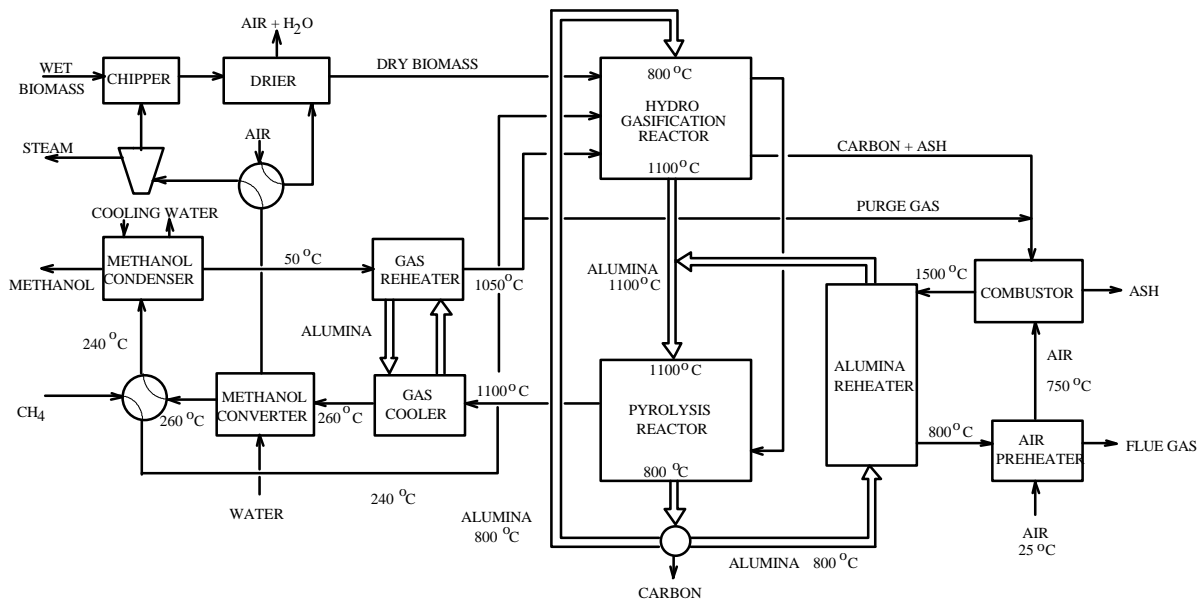 AIR + H2O
WET
BIOMASS
CHIPPER
DRIER
DRY BIOMASS
800 °C
HYDRO
GASIFICATION
REACTOR
1100°C
STEAM
AIR
CARBON + ASH
COOLING WATER
PURGE GAS
METHANOL
CONDENSER
METHANOL
50 °C
GAS
REHEATER
1050°C
ALUMINA
1100°C
1500°C
COMBUSTOR
ASH
ALUMINA
240 °C
AIR
750 °C
CH4
260 °C
METHANOL
CONVERTER
260 °C
GAS
COOLER
1100°C
1100°C
PYROLYSIS
REACTOR
800 °C
ALUMINA
REHEATER
800°C
AIR
PREHEATER
FLUE GAS
WATER
240 °C
ALUMINA
800 °C
ALUMINA 800 °C
AIR
25 °C
CARBON